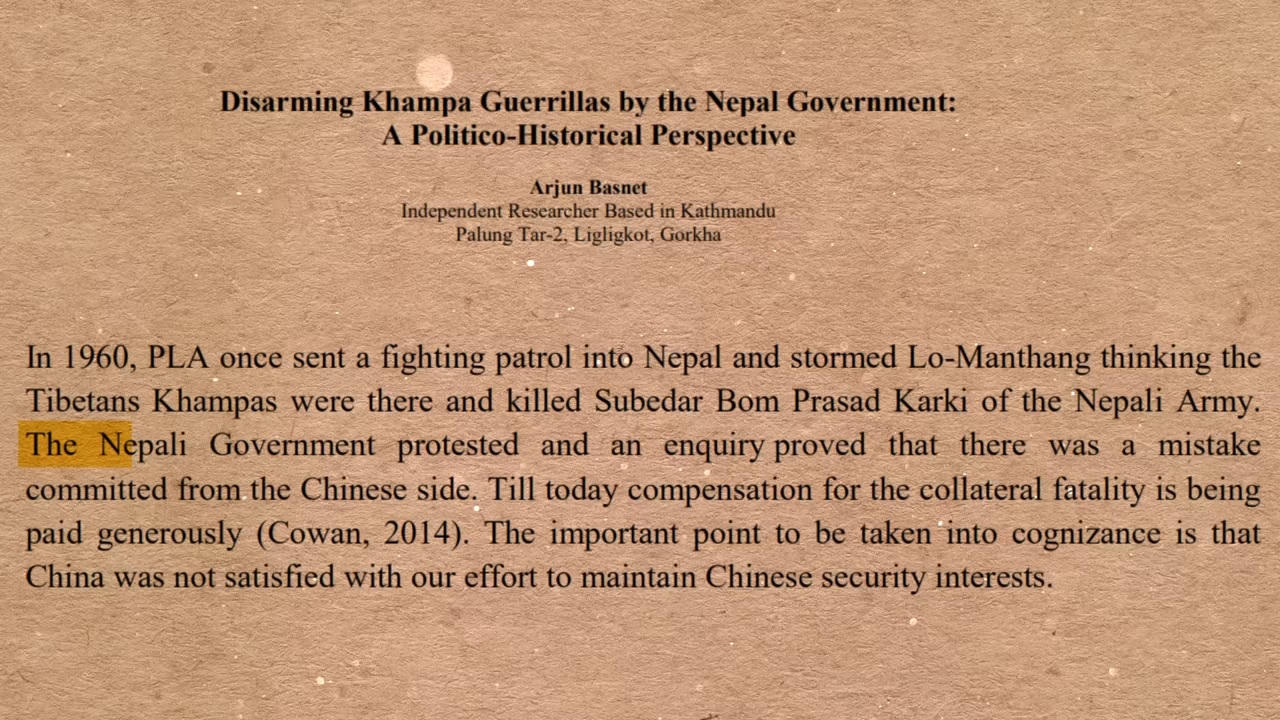 Disarming Khampa Guerrillas by the Nepal Government:
A Politico-Historical Perspective
Arjun Basnet
Independent Researcher Based in Kathmandu
Palung Tar-2, Ligligkot, Gorkha
In 1960, PLA once sent a fighting patrol into Nepal and stormed Lo-Manthang thinking the
Tibetans Khampas were there and killed Subedar Bom Prasad Karki of the Nepali Army.
The Nepali Government protested and an enquiry proved that there was a mistake
committed from the Chinese side. Till today compensation for the collateral fatality is being
paid generously (Cowan, 2014). The important point to be taken into cognizance is that
China was not satisfied with our effort to maintain Chinese security interests.